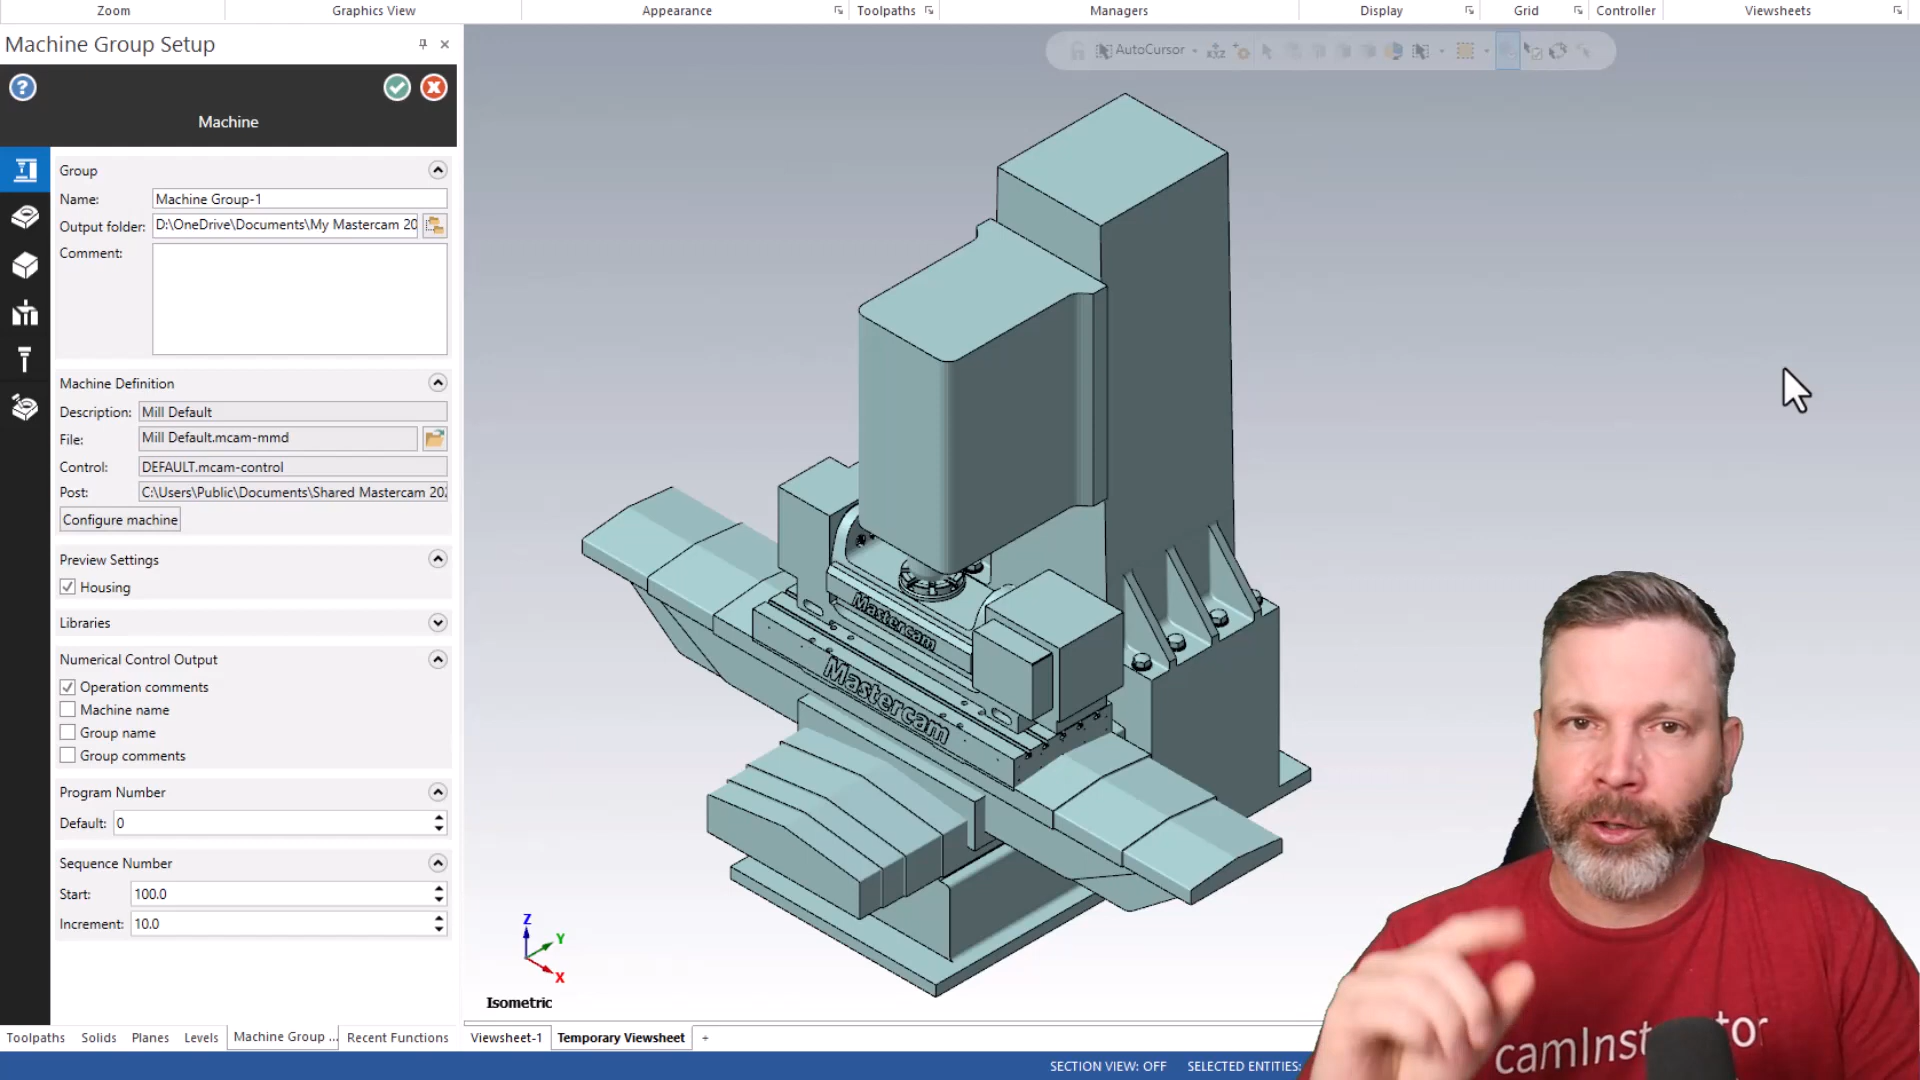 Zoom
Graphics View
Appearance
Toolpaths
Managers
Display
Grid
Controller
Viewsheets
Machine Group Setup
AutoCursor
Machine
Group
Name: Machine Group-1
Output folder: D:\OneDrive\Documents\My Mastercam 20
Comment:
Machine Definition
Description: Mill Default
File: Mill Default.mcam-mmd
Control: DEFAULT.mcam-control
Post: C:\Users\Public\Documents\Shared Mastercam 20
Configure machine
Preview Settings
Housing
Libraries
Numerical Control Output
Operation comments
Machine name
Group name
Group comments
Program Number
Default: 0
Sequence Number
Start: 100.0
Increment: 10.0
Mastercam
Mastercam
Z
Y
X
Isometric
Toolpaths
Solids
Planes
Levels
Machine Group ...
Recent Functions
Viewsheet-1
Temporary Viewsheet
+
SECTION VIEW: OFF
SELECTED ENTITIES: